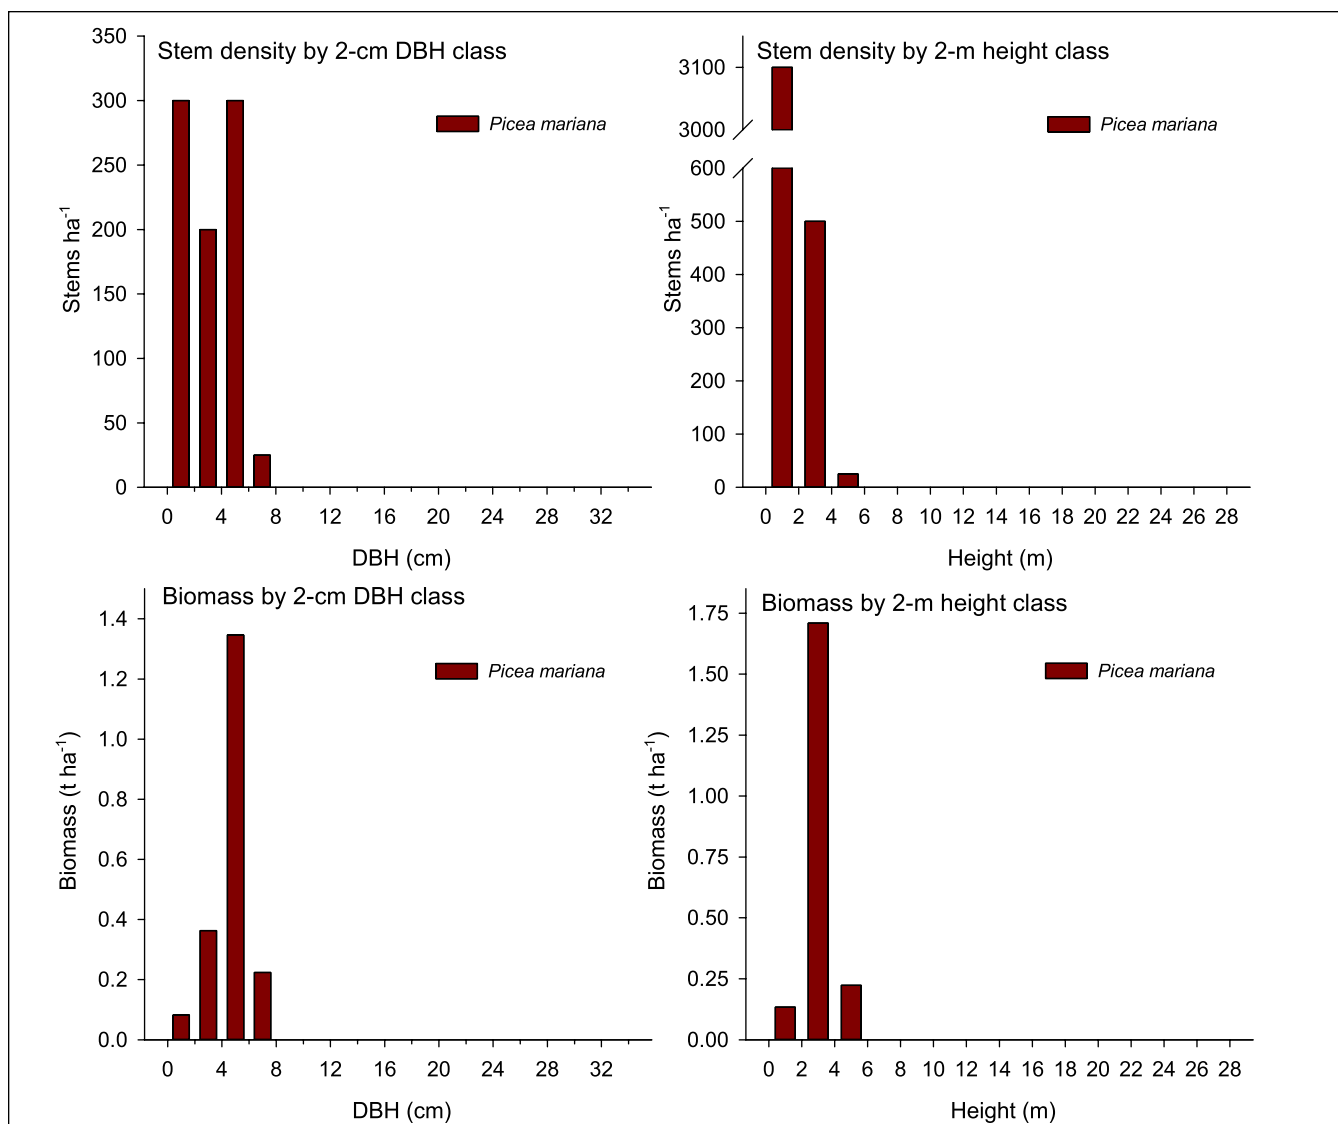 Stem density by 2-cm DBH class
Picea mariana
350
300
250
200
150
100
50
0
Stems ha⁻¹
0 4 8 12 16 20 24 28 32
DBH (cm)
Stem density by 2-m height class
Picea mariana
3100
3000
600
500
400
300
200
100
0
Stems ha⁻¹
0 2 4 6 8 10 12 14 16 18 20 22 24 26 28
Height (m)
Biomass by 2-cm DBH class
Picea mariana
1.4
1.2
1.0
0.8
0.6
0.4
0.2
0.0
Biomass (t ha⁻¹)
0 4 8 12 16 20 24 28 32
DBH (cm)
Biomass by 2-m height class
Picea mariana
1.75
1.50
1.25
1.00
0.75
0.50
0.25
0.00
Biomass (t ha⁻¹)
0 2 4 6 8 10 12 14 16 18 20 22 24 26 28
Height (m)